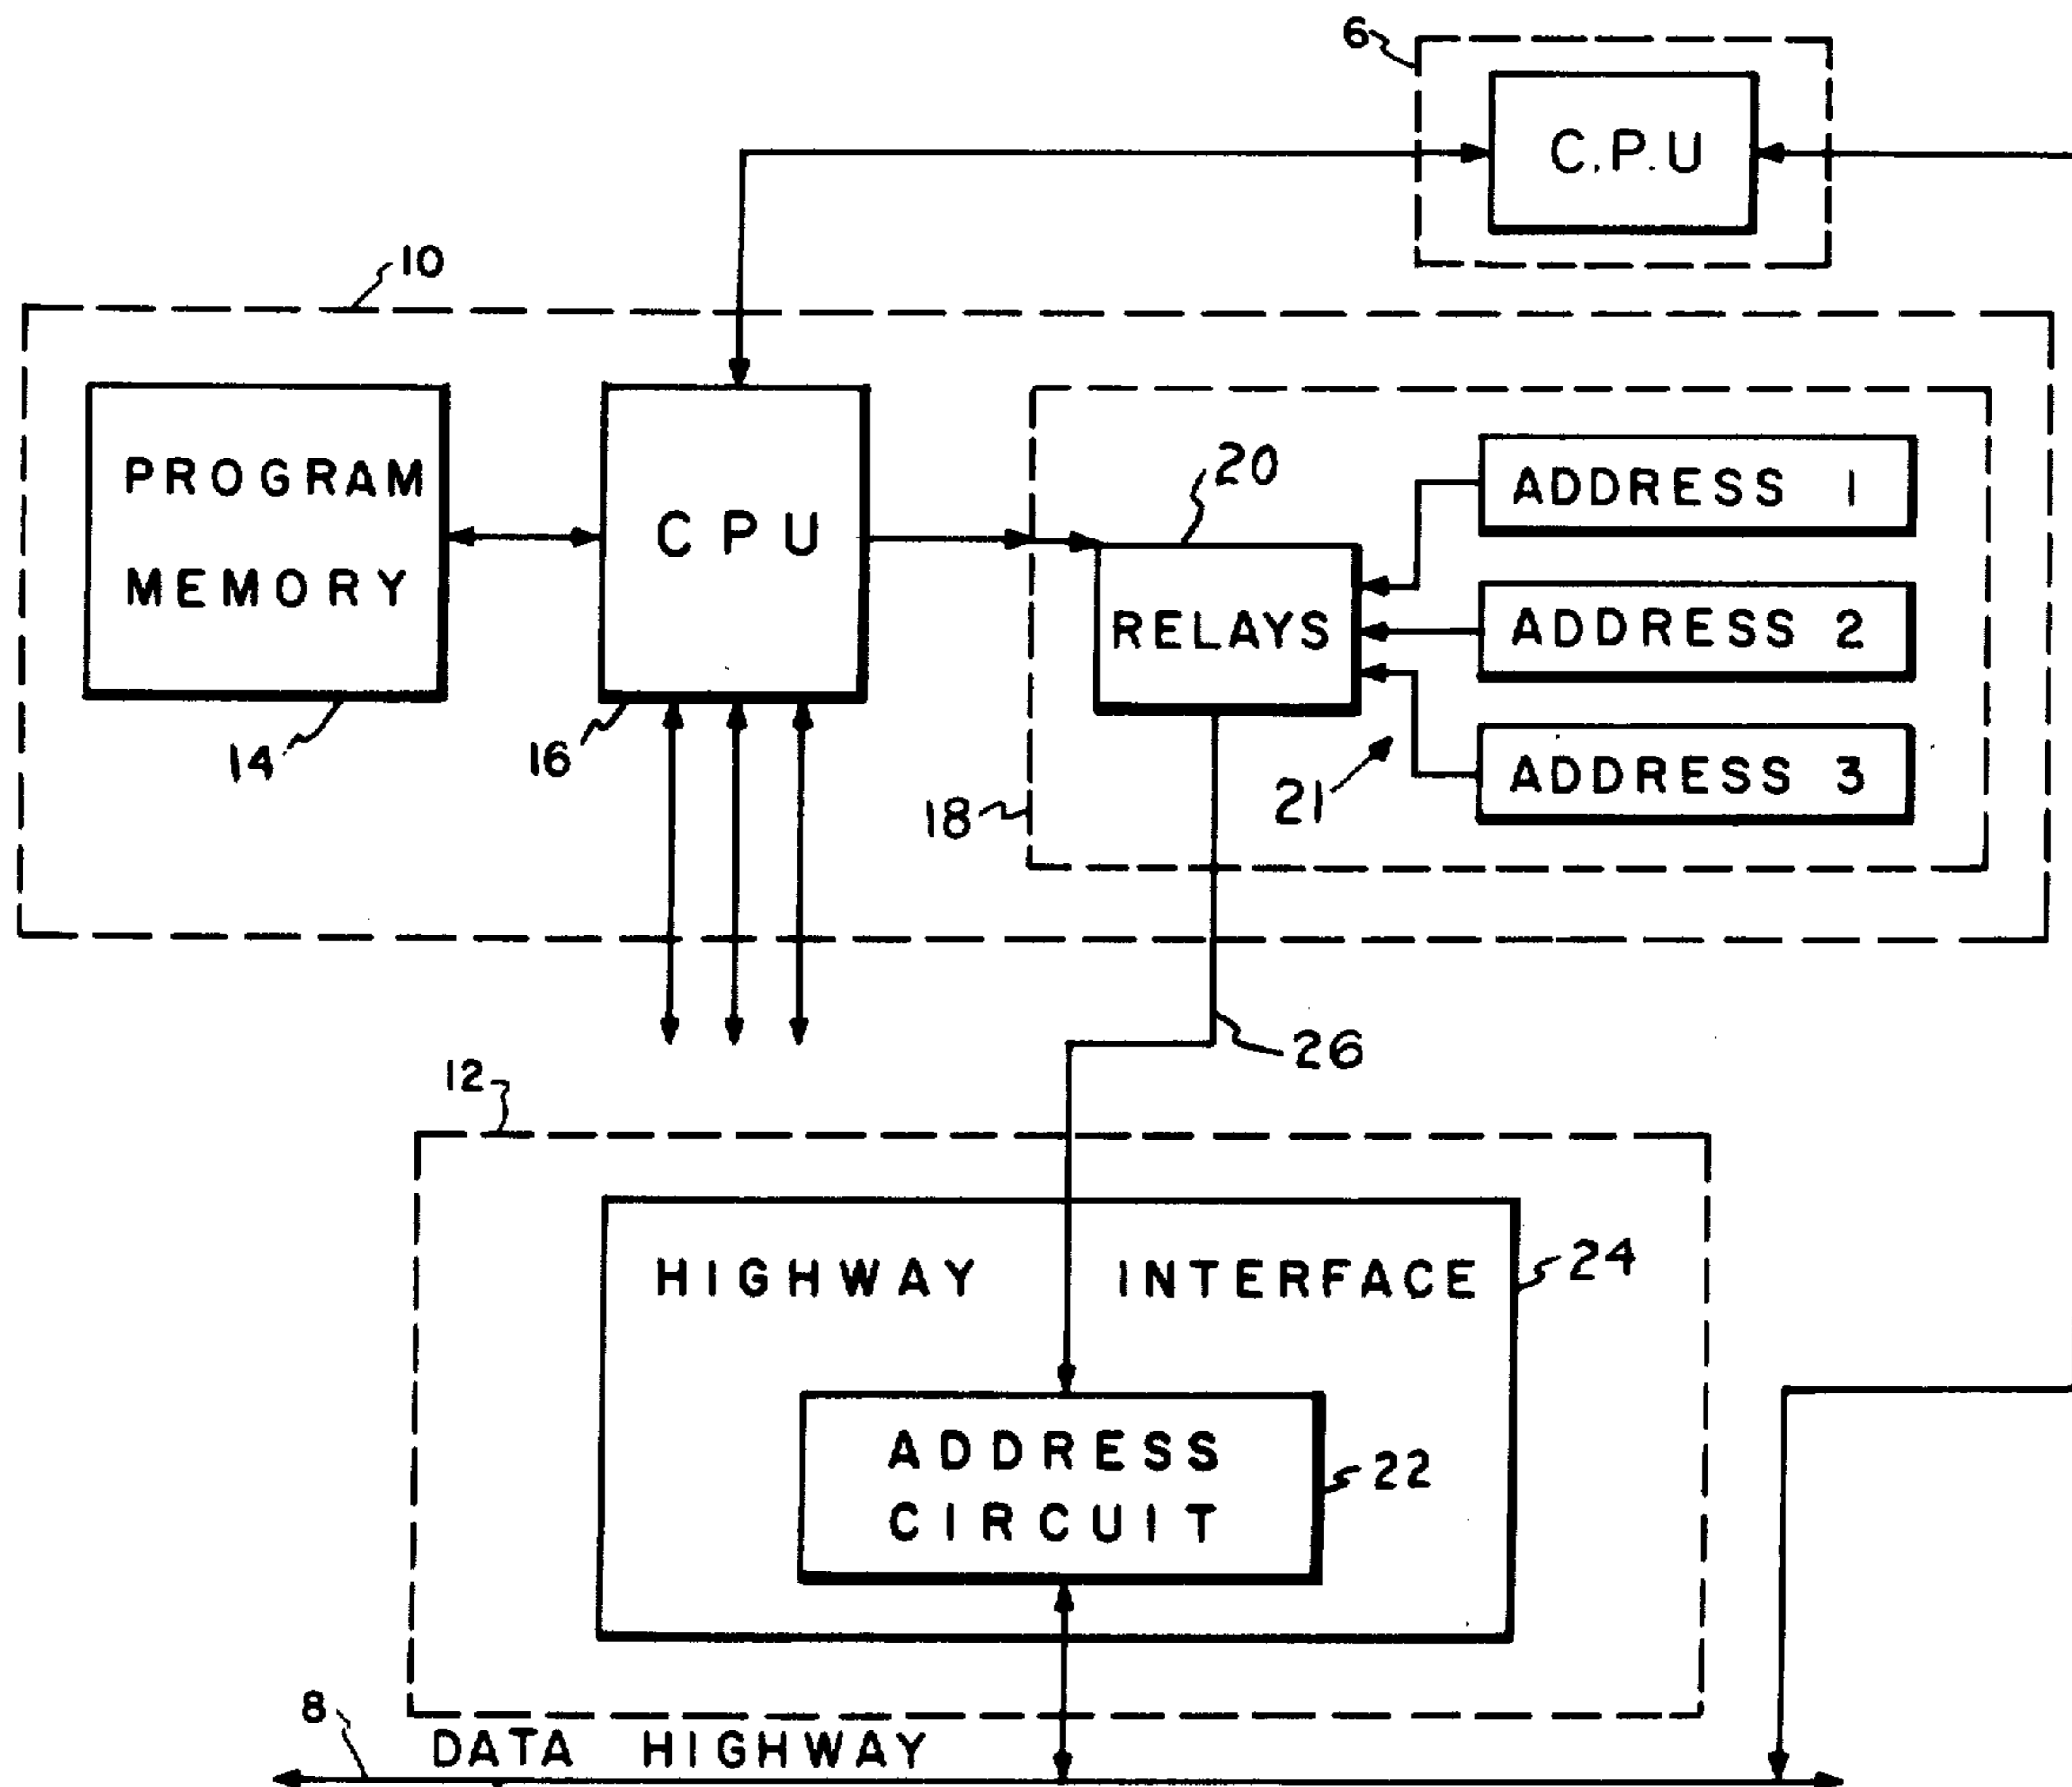 6
C.P.U
10
PROGRAM
MEMORY
CPU
20
ADDRESS 1
RELAYS
ADDRESS 2
ADDRESS 3
14
16
18
21
26
12
HIGHWAY INTERFACE
24
ADDRESS
CIRCUIT
22
8
DATA HIGHWAY